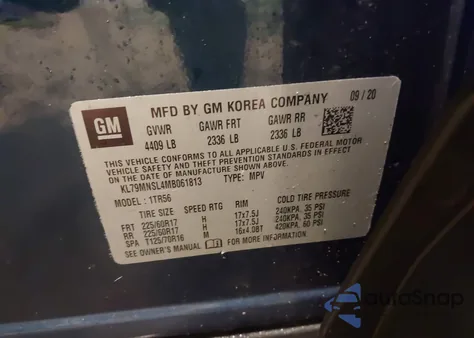 GM
MFD BY GM KOREA COMPANY 09/20
GVWR GAWR FRT GAWR RR
4409 LB 2336 LB 2336 LB
THIS VEHICLE CONFORMS TO ALL APPLICABLE U.S. FEDERAL MOTOR
VEHICLE SAFETY, BUMPER, AND THEFT PREVENTION STANDARDS IN
EFFECT ON THE DATE OF MANUFACTURE SHOWN ABOVE.
KL79MNSL4MB061813 TYPE: MPV
MODEL: 1TR56
TIRE SIZE SPEED RTG RIM COLD TIRE PRESSURE
FRT 225/60R17 H 17x7.5J 240KPA, 35 PSI
RR 225/60R17 H 17x7.5J 240KPA, 35 PSI
SPA T125/70R16 M 16x4.0BT 420KPA, 60 PSI
SEE OWNER'S MANUAL FOR MORE INFORMATION.
AutoSnap